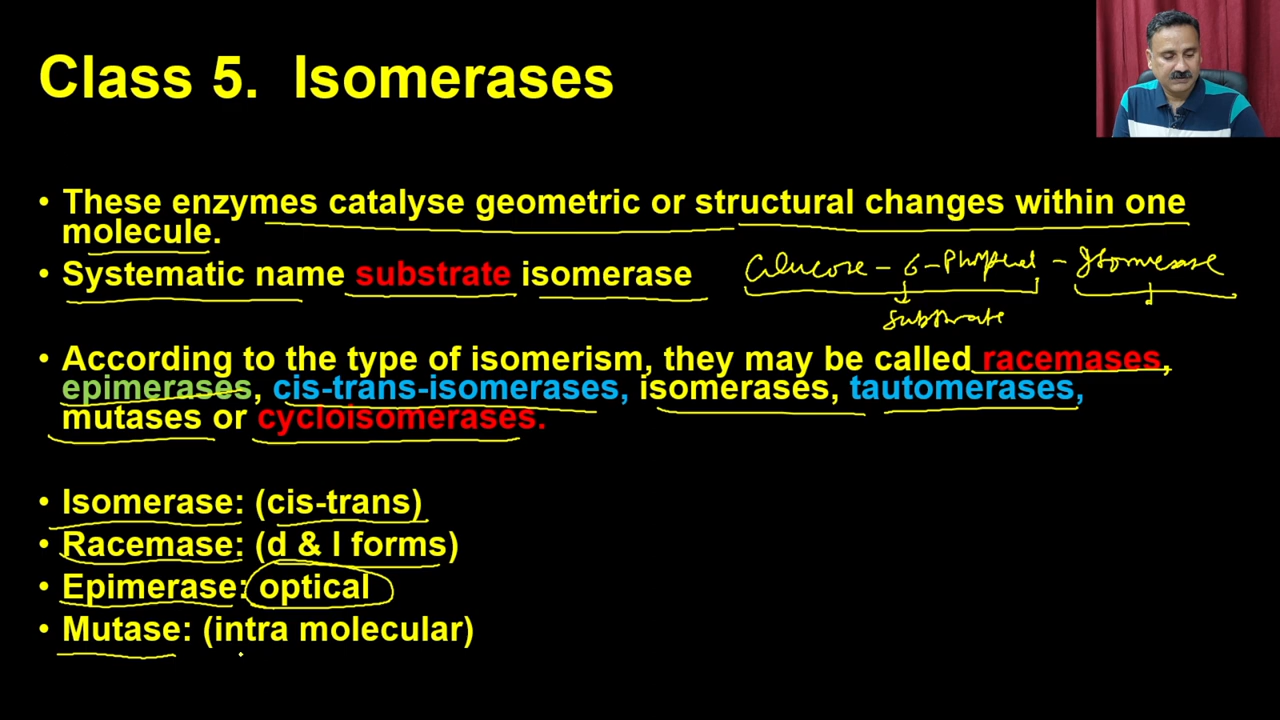 Class 5. Isomerases
• These enzymes catalyse geometric or structural changes within one
molecule.
• Systematic name substrate isomerase
Glucose - 6 - Phosphat - Isomerase
substrate
• According to the type of isomerism, they may be called racemases,
epimerases, cis-trans-isomerases, isomerases, tautomerases,
mutases or cycloisomerases.
• Isomerase: (cis-trans)
• Racemase: (d & l forms)
• Epimerase: optical
• Mutase: (intra molecular)